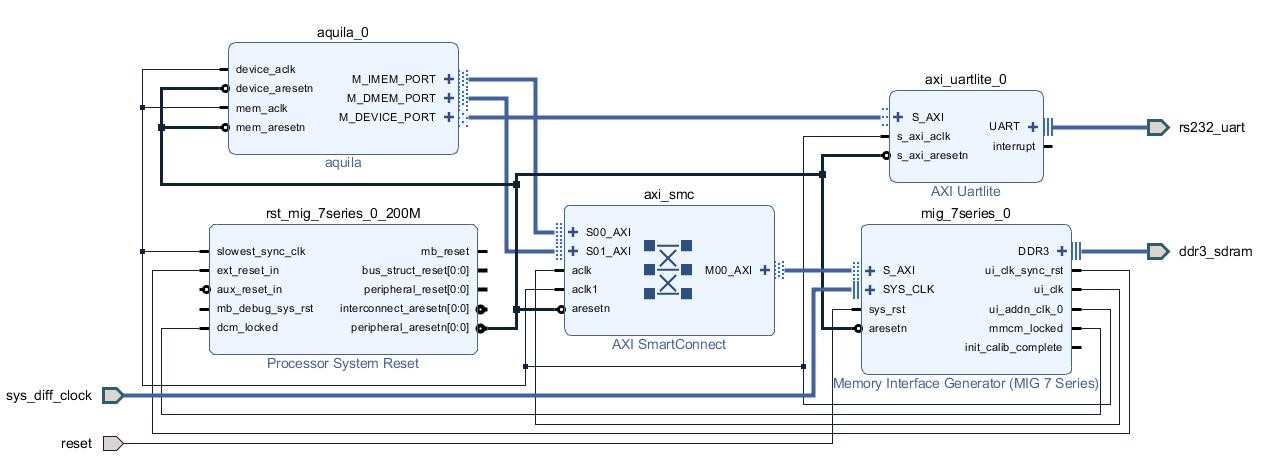 aquila_0
device_aclk
device_aresetn
mem_aclk
mem_aresetn
M_IMEM_PORT
M_DMEM_PORT
M_DEVICE_PORT
aquila
axi_uartlite_0
S_AXI
s_axi_aclk
s_axi_aresetn
UART
interrupt
AXI Uartlite
rs232_uart
rst_mig_7series_0_200M
slowest_sync_clk
ext_reset_in
aux_reset_in
mb_debug_sys_rst
dcm_locked
mb_reset
bus_struct_reset[0:0]
peripheral_reset[0:0]
interconnect_aresetn[0:0]
peripheral_aresetn[0:0]
Processor System Reset
axi_smc
S00_AXI
S01_AXI
aclk
aclk1
aresetn
M00_AXI
AXI SmartConnect
mig_7series_0
S_AXI
SYS_CLK
sys_rst
aresetn
DDR3
ui_clk_sync_rst
ui_clk
ui_addn_clk_0
mmcm_locked
init_calib_complete
Memory Interface Generator (MIG 7 Series)
ddr3_sdram
sys_diff_clock
reset